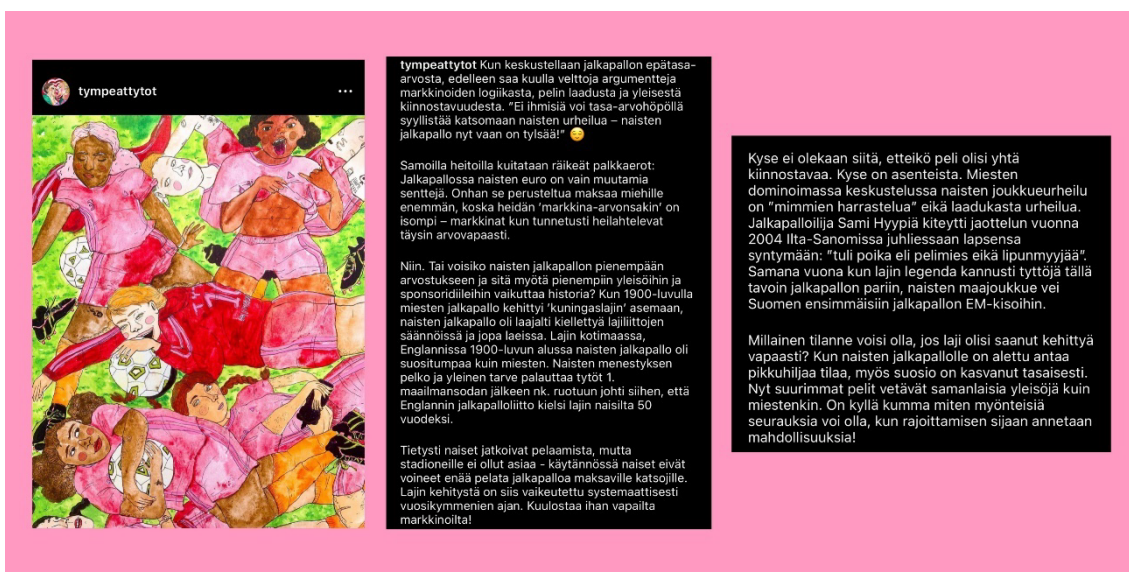 tympeattytot
tympeattytot Kun keskustellaan jalkapallon epätasa-
arvosta, edelleen saa kuulla velttoja argumentteja
markkinoiden logiikasta, pelin laadusta ja yleisestä
kiinnostavuudesta. ”Ei ihmisiä voi tasa-arvohöpöllä
syyllistää katsomaan naisten urheilua – naisten
jalkapallo nyt vaan on tylsää!” ☺️
Samoilla heitoilla kuitataan räikeät palkkaerot:
Jalkapallossa naisten euro on vain muutamia
senttejä. Onhan se perusteltua maksaa miehille
enemmän, koska heidän ‘markkina-arvonsakin’ on
isompi – markkinat kun tunnetusti heilahtelevat
täysin arvovapaasti.
Niin. Tai voisiko naisten jalkapallon pienempään
arvostukseen ja sitä myötä pienempiin yleisöihin ja
sponsoridiileihin vaikuttaa historia? Kun 1900-luvulla
miesten jalkapallo kehittyi ‘kuningaslajin’ asemaan,
naisten jalkapallo oli laajalti kiellettyä lajiliittojen
säännöissä ja jopa laeissa. Lajin kotimaassa,
Englannissa 1900-luvun alussa naisten jalkapallo oli
suositumpaa kuin miesten. Naisten menestyksen
pelko ja yleinen tarve palauttaa tytöt 1.
maailmansodan jälkeen nk. ruotuun johti siihen, että
Englannin jalkapalloliitto kielsi lajin naisilta 50
vuodeksi.
Tietysti naiset jatkoivat pelaamista, mutta
stadioneille ei ollut asiaa - käytännössä naiset eivät
voineet enää pelata jalkapalloa maksaville katsojille.
Lajin kehitystä on siis vaikeutettu systemaattisesti
vuosikymmenien ajan. Kuulostaa ihan vapailta
markkinoilta!
Kyse ei olekaan siitä, etteikö peli olisi yhtä
kiinnostavaa. Kyse on asenteista. Miesten
dominoimassa keskustelussa naisten joukkueurheilu
on ”mimmien harrastelua” eikä laadukasta urheilua.
Jalkapalloilija Sami Hyypiä kiteytti jaottelun vuonna
2004 Ilta-Sanomissa juhliessaan lapsensa
syntymään: ”tuli poika eli pelimies eikä lipunmyyjää”.
Samana vuona kun lajin legenda kannusti tyttöjä tällä
tavoin jalkapallon pariin, naisten maajoukkue vei
Suomen ensimmäisiin jalkapallon EM-kisoihin.
Millainen tilanne voisi olla, jos laji olisi saanut kehittyä
vapaasti? Kun naisten jalkapallolle on alettu antaa
pikkuhiljaa tilaa, myös suosio on kasvanut tasaisesti.
Nyt suurimmat pelit vetävät samanlaisia yleisöjä kuin
miestenkin. On kyllä kumma miten myönteisiä
seurauksia voi olla, kun rajoittamisen sijaan annetaan
mahdollisuuksia!